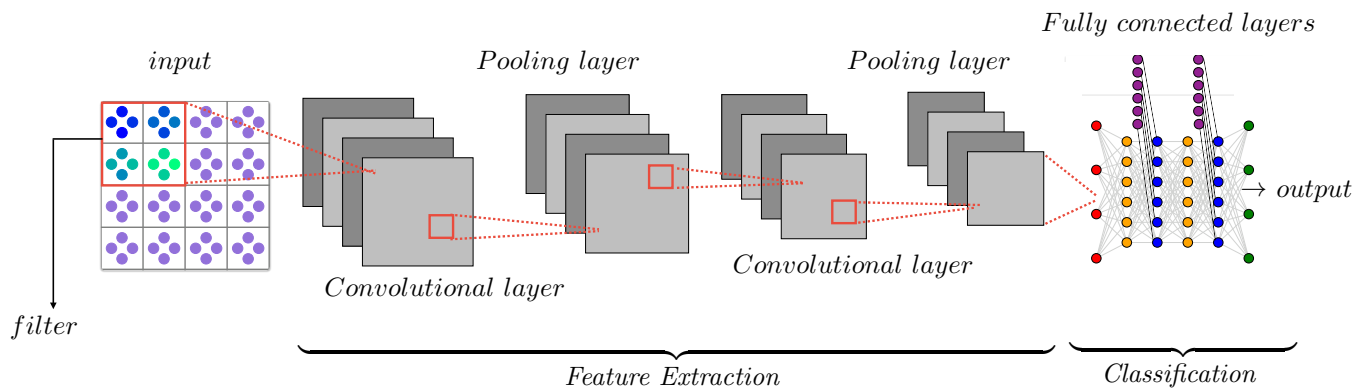 Fully connected layers
input
Pooling layer
Pooling layer
→ output
Convolutional layer
Convolutional layer
filter
Feature Extraction
Classification